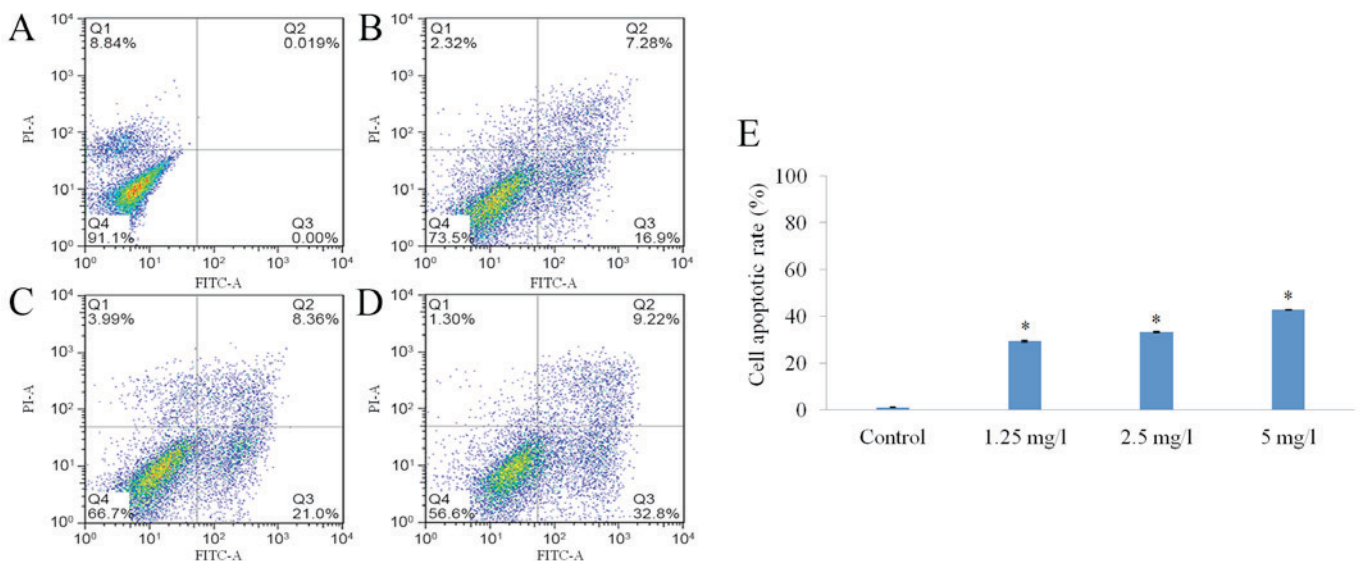 A
10⁴
10³
10²
10¹
10⁰
PI-A
Q1
8.84%
Q2
0.019%
Q4
91.1%
Q3
0.00%
10⁰ 10¹ 10² 10³ 10⁴
FITC-A
B
10⁴
10³
10²
10¹
10⁰
PI-A
Q1
2.32%
Q2
7.28%
Q4
73.5%
Q3
16.9%
10⁰ 10¹ 10² 10³ 10⁴
FITC-A
C
10⁴
10³
10²
10¹
10⁰
PI-A
Q1
3.99%
Q2
8.36%
Q4
66.7%
Q3
21.0%
10⁰ 10¹ 10² 10³ 10⁴
FITC-A
D
10⁴
10³
10²
10¹
10⁰
PI-A
Q1
1.30%
Q2
9.22%
Q4
56.6%
Q3
32.8%
10⁰ 10¹ 10² 10³ 10⁴
FITC-A
E
Cell apoptotic rate (%)
100
80
60
40
20
0
* * *
Control 1.25 mg/l 2.5 mg/l 5 mg/l